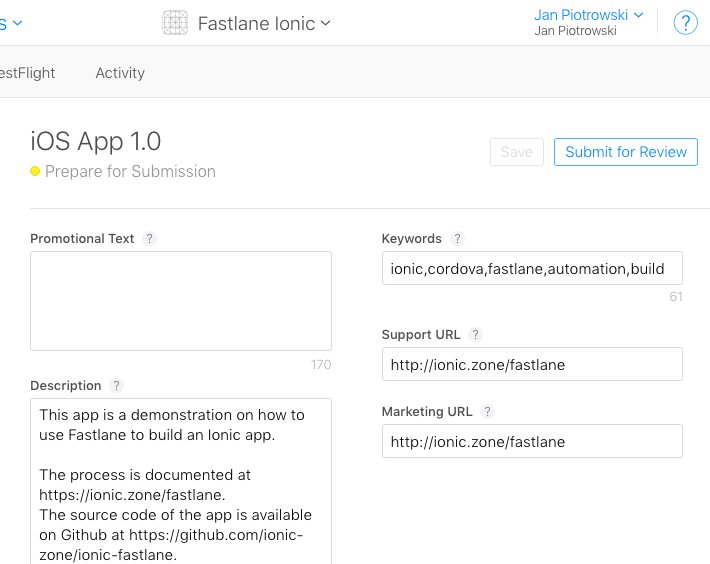 Fastlane Ionic
Jan Piotrowski
Jan Piotrowski
?
estFlight
Activity
iOS App 1.0
Save
Submit for Review
Prepare for Submission
Promotional Text ?
170
Description ?
This app is a demonstration on how to
use Fastlane to build an Ionic app.
The process is documented at
https://ionic.zone/fastlane.
The source code of the app is available
on Github at https://github.com/ionic-
zone/ionic-fastlane.
Keywords ?
ionic,cordova,fastlane,automation,build
61
Support URL ?
http://ionic.zone/fastlane
Marketing URL ?
http://ionic.zone/fastlane